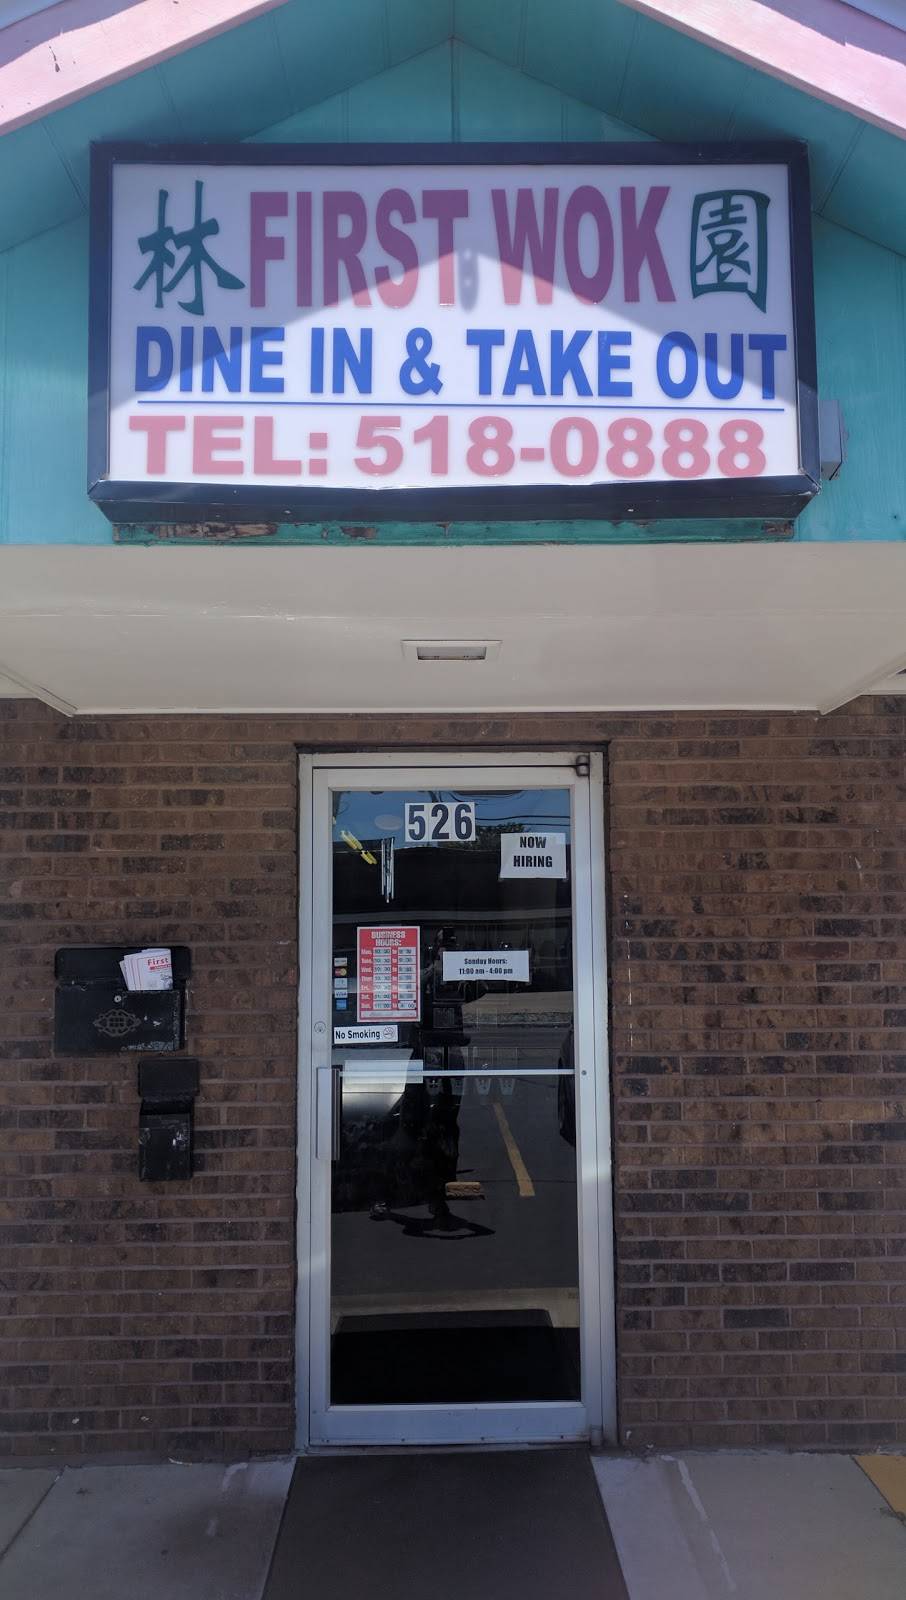 林 FIRST WOK 園
DINE IN & TAKE OUT
TEL: 518-0888
526
NOW
HIRING
BUSINESS
HOURS:
Sunday Hours:
11:00 am - 4:00 pm
First
No Smoking